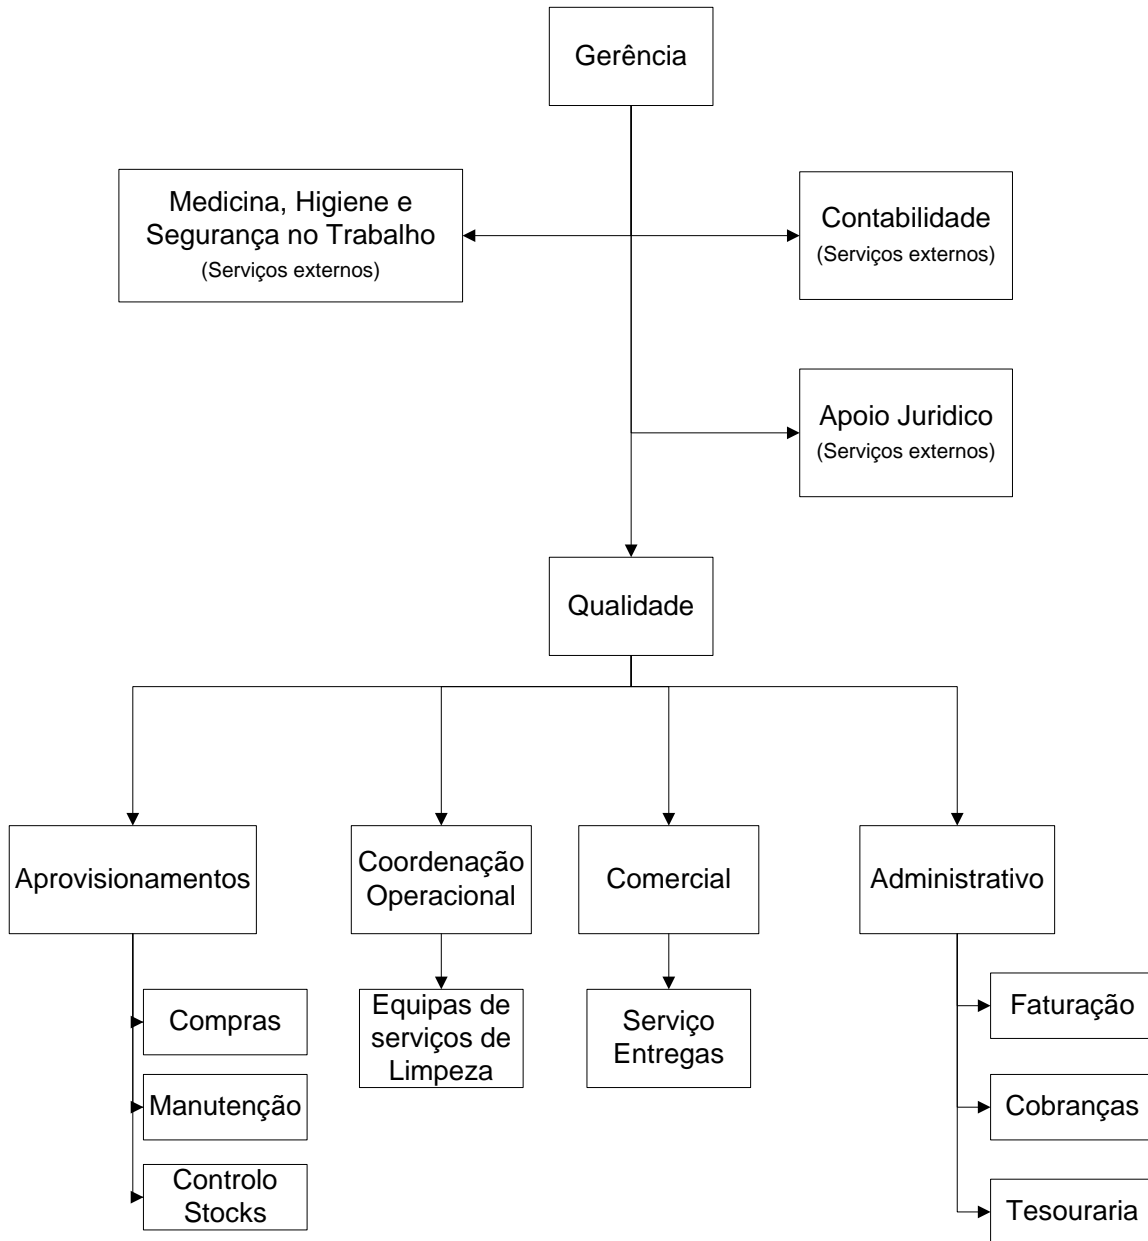 Gerência
Medicina, Higiene e
Segurança no Trabalho
(Serviços externos)
Contabilidade
(Serviços externos)
Apoio Juridico
(Serviços externos)
Qualidade
Aprovisionamentos
Coordenação
Operacional
Comercial
Administrativo
Compras
Manutenção
Controlo
Stocks
Equipas de
serviços de
Limpeza
Serviço
Entregas
Faturação
Cobranças
Tesouraria